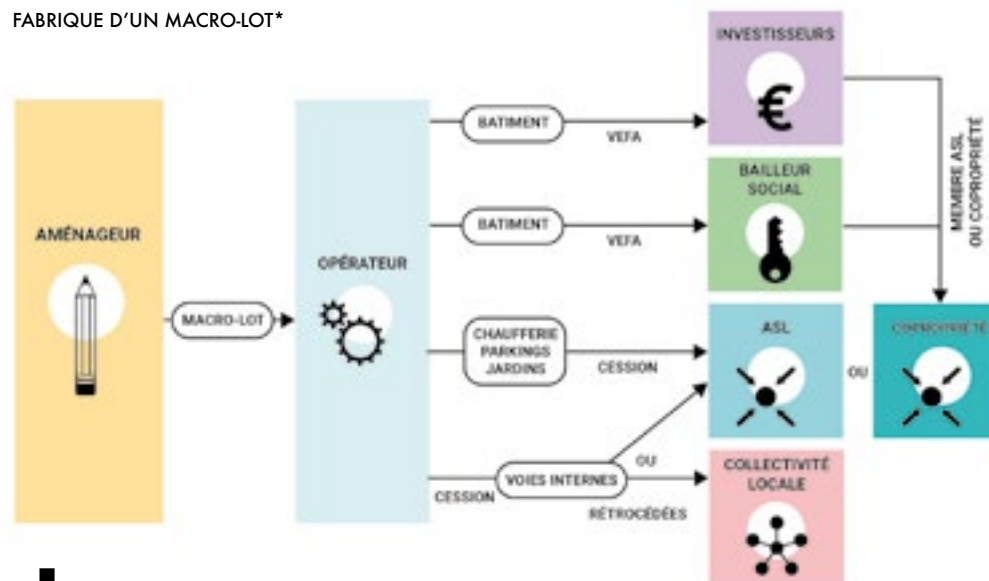 FABRIQUE D'UN MACRO-LOT*
AMÉNAGEUR
MACRO-LOT
OPÉRATEUR
BATIMENT
VEFA
INVESTISSEURS
BATIMENT
VEFA
BAILLEUR
SOCIAL
MEMBRE ASL
OU COPROPRIÉTÉ
CHAUFFERIE
PARKINGS
JARDINS
CESSION
ASL
OU
COPROPRIÉTÉ
CESSION
VOIES INTERNES
OU
RÉTROCÉDÉES
COLLECTIVITÉ
LOCALE